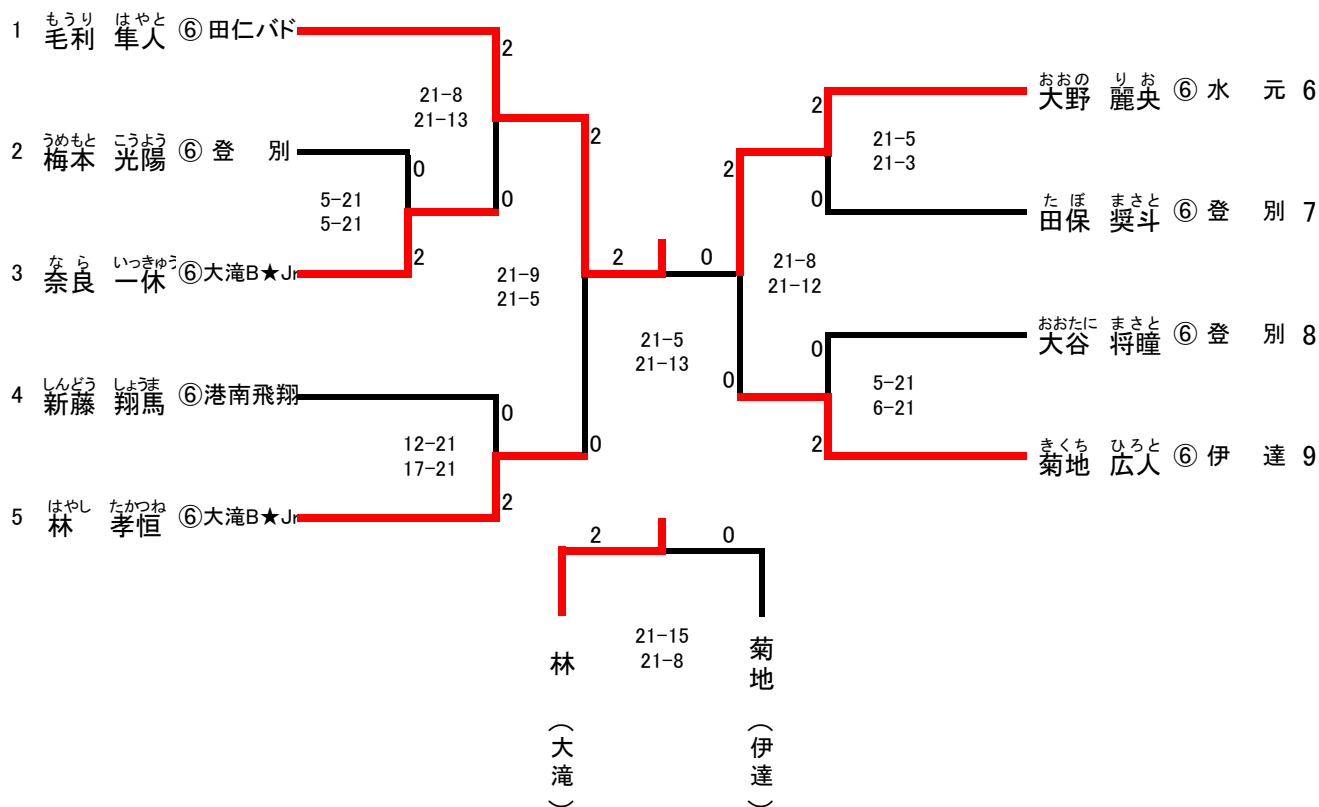 もうり はやと
1 毛利 隼人 ⑥ 田仁バド
2
21-8
21-13
うめもと こうよう
2 梅本 光陽 ⑥ 登 別
0
5-21
5-21
0
2
なら いっきゅう
3 奈良 一休 ⑥ 大滝B★Jr
2
21-9
21-5
しんどう しょうま
4 新藤 翔馬 ⑥ 港南飛翔
0
12-21
17-21
0
はやし たかつね
5 林 孝恒 ⑥ 大滝B★Jr
2
2 0
21-5
21-13
おおの りお
大野 麗央 ⑥ 水 元 6
2
21-5
21-3
2
0
たぼ まさと
田保 奨斗 ⑥ 登 別 7
21-8
21-12
おおたに まさと
大谷 将瞳 ⑥ 登 別 8
0
5-21
6-21
0
2
きくち ひろと
菊地 広人 ⑥ 伊 達 9
2 0
21-15
21-8
林（大滝）
菊地（伊達）